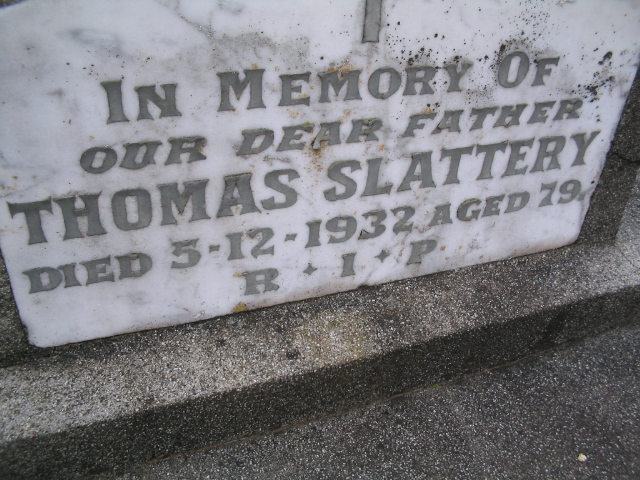 IN MEMORY OF
OUR DEAR FATHER
THOMAS SLATTERY
DIED 5-12-1932 AGED 79.
R • I • P